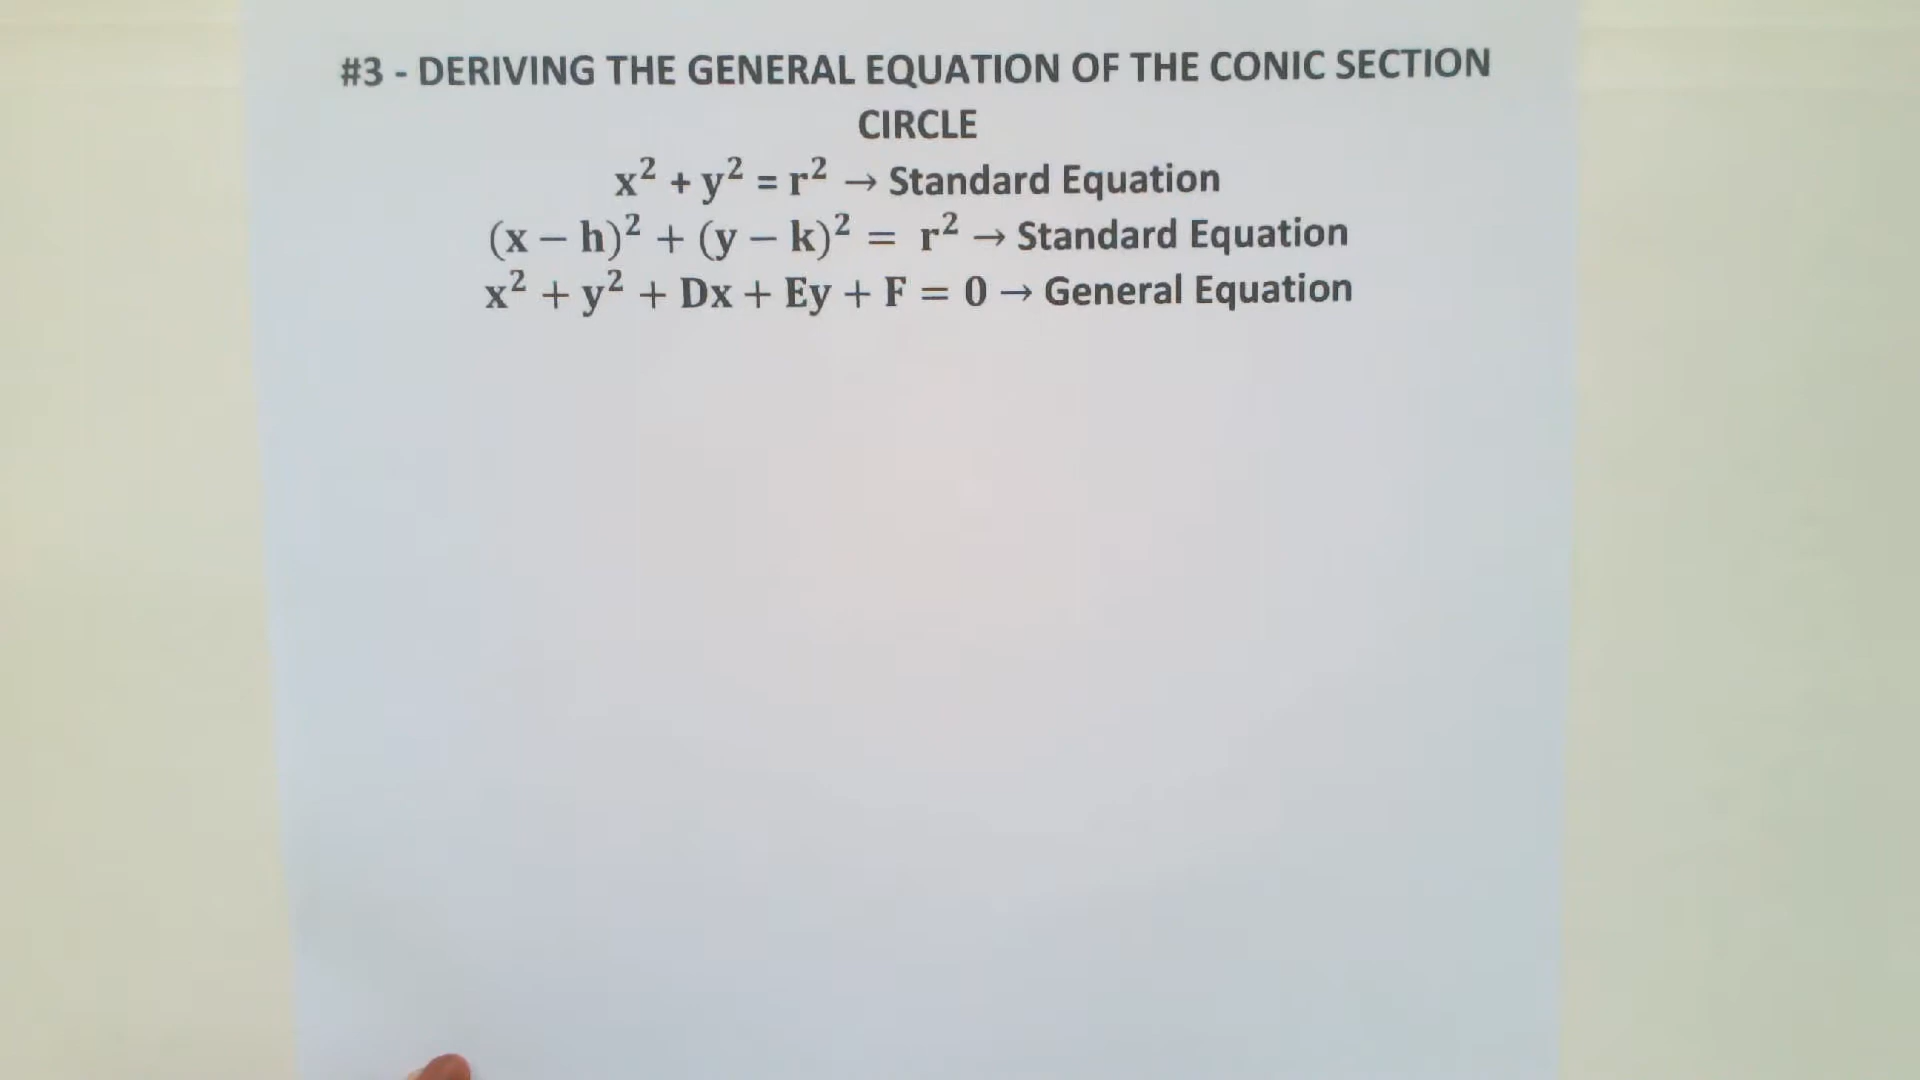 #3 - DERIVING THE GENERAL EQUATION OF THE CONIC SECTION
CIRCLE
x² + y² = r² → Standard Equation
(x − h)² + (y − k)² = r² → Standard Equation
x² + y² + Dx + Ey + F = 0 → General Equation